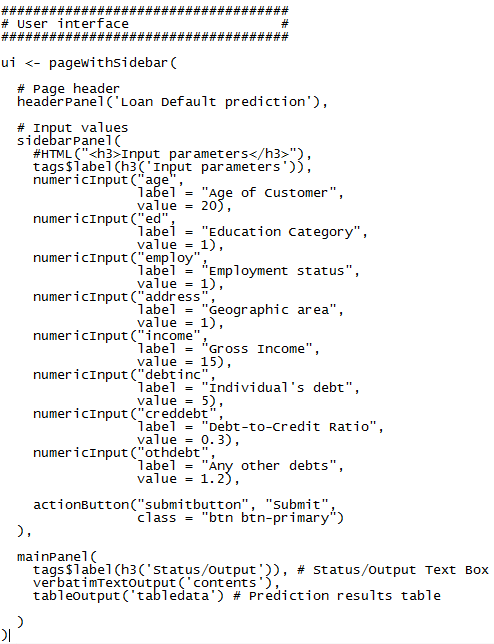 ####################################
# User interface                   #
####################################

ui <- pageWithSidebar(

  # Page header
  headerPanel('Loan Default prediction'),

  # Input values
  sidebarPanel(
    #HTML("<h3>Input parameters</h3>"),
    tags$label(h3('Input parameters')),
    numericInput("age",
                 label = "Age of Customer",
                 value = 20),
    numericInput("ed",
                 label = "Education Category",
                 value = 1),
    numericInput("employ",
                 label = "Employment status",
                 value = 1),
    numericInput("address",
                 label = "Geographic area",
                 value = 1),
    numericInput("income",
                 label = "Gross Income",
                 value = 15),
    numericInput("debtinc",
                 label = "Individual's debt",
                 value = 5),
    numericInput("creddebt",
                 label = "Debt-to-Credit Ratio",
                 value = 0.3),
    numericInput("othdebt",
                 label = "Any other debts",
                 value = 1.2),

    actionButton("submitbutton", "Submit",
                 class = "btn btn-primary")
  ),

  mainPanel(
    tags$label(h3('Status/Output')), # Status/Output Text Box
    verbatimTextOutput('contents'),
    tableOutput('tabledata') # Prediction results table

  )
)